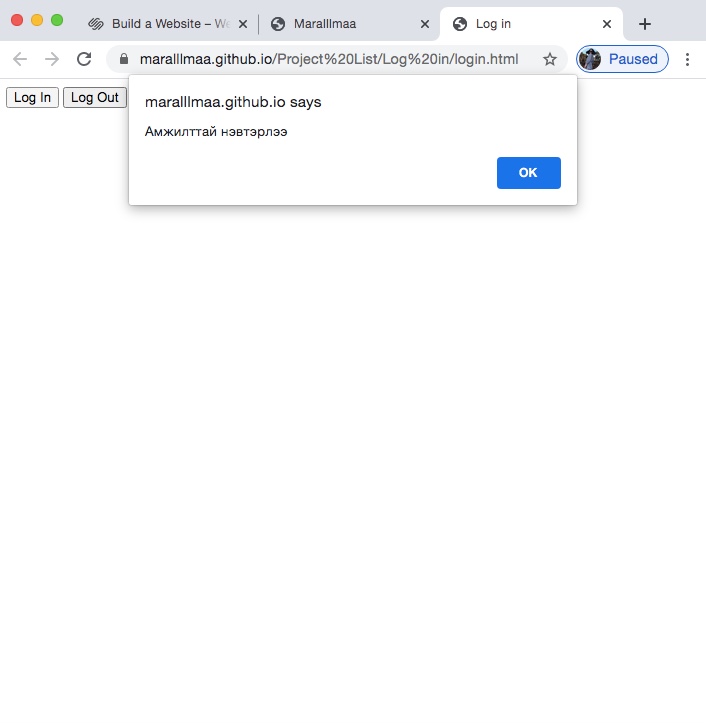 Build a Website – We
Maralllmaa
Log in
maralllmaa.github.io/Project%20List/Log%20in/login.html
Paused
Log In
Log Out
maralllmaa.github.io says
Амжилттай нэвтэрлээ
OK